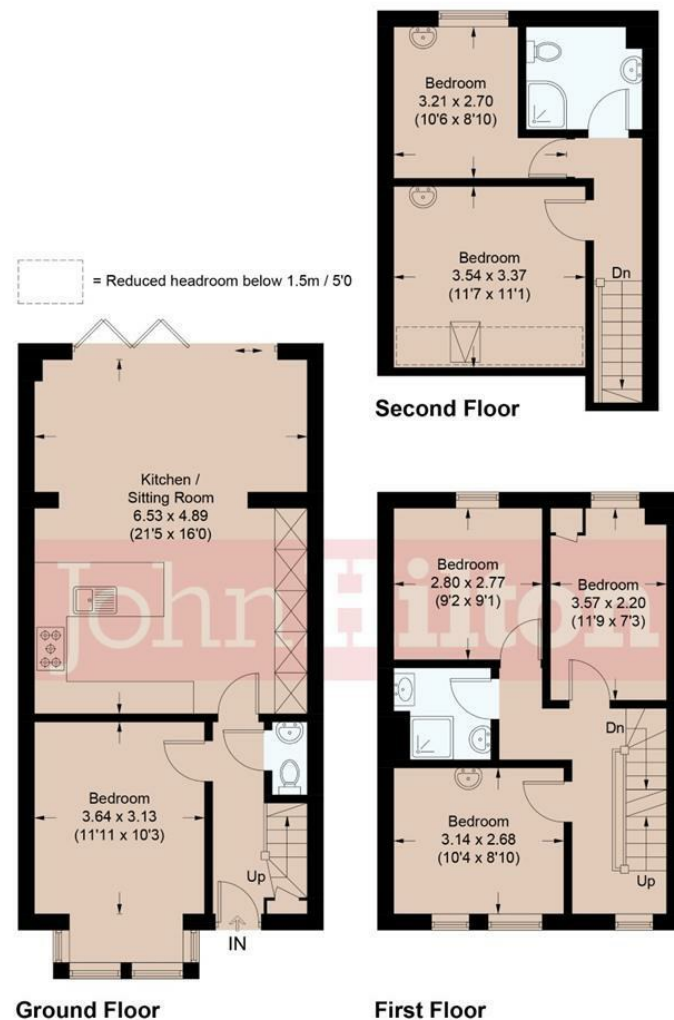 Bedroom
3.21 x 2.70
(10'6 x 8'10)
Bedroom
3.54 x 3.37
(11'7 x 11'1)
Dn
Second Floor
= Reduced headroom below 1.5m / 5'0
Kitchen /
Sitting Room
6.53 x 4.89
(21'5 x 16'0)
Bedroom
3.64 x 3.13
(11'11 x 10'3)
Up
IN
Ground Floor
JohnHilton
Bedroom
2.80 x 2.77
(9'2 x 9'1)
Bedroom
3.57 x 2.20
(11'9 x 7'3)
Dn
Bedroom
3.14 x 2.68
(10'4 x 8'10)
Up
First Floor